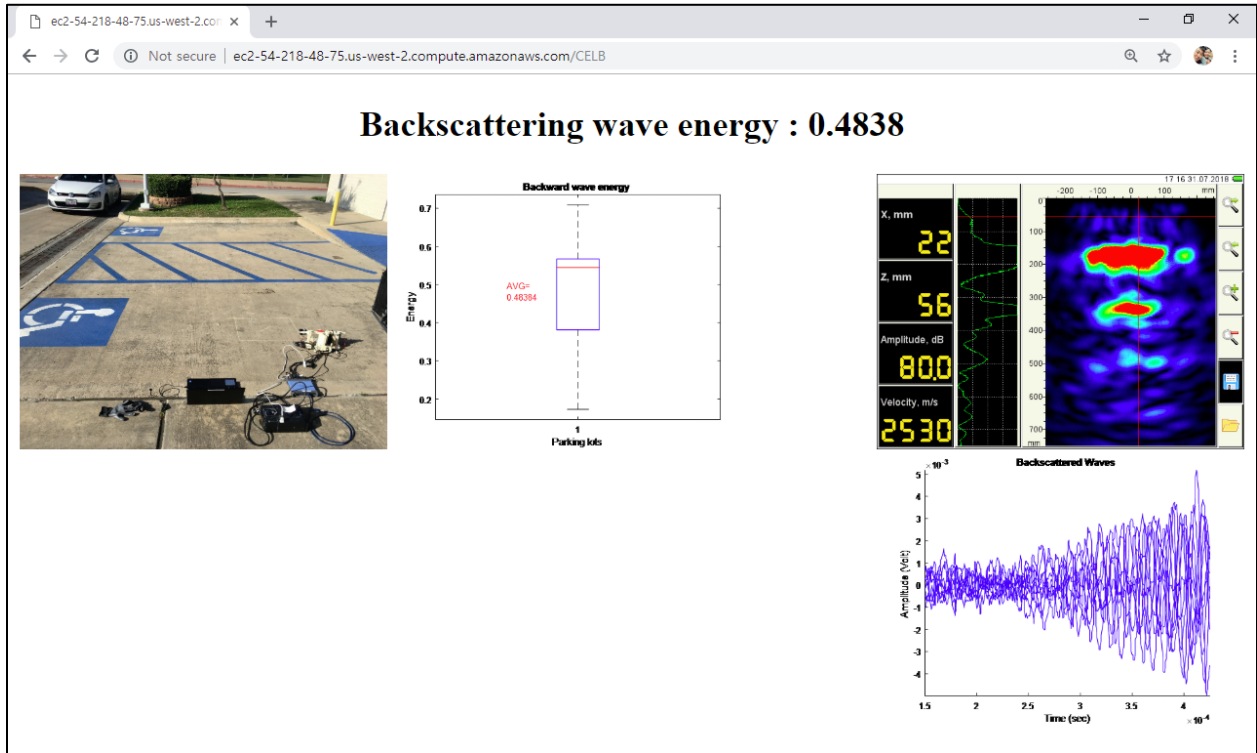 ec2-54-218-48-75.us-west-2.con
Not secure | ec2-54-218-48-75.us-west-2.compute.amazonaws.com/CELB
Backscattering wave energy : 0.4838
Backward wave energy
0.7
0.6
0.5
0.4
0.3
0.2
Energy
AVG=
0.48384
1
Parking lots
17 16 31.07.2018
X, mm
22
Z, mm
56
Amplitude, dB
80.0
Velocity, m/s
2530
-200 -100 0 100 mm
0
100
200
300
400
500
600
700
mm
Backscattered Waves
×10⁻³
5
4
3
2
1
0
-1
-2
-3
-4
Amplitude (Volt)
1.5 2 2.5 3 3.5 4
Time (sec)
×10⁻⁴